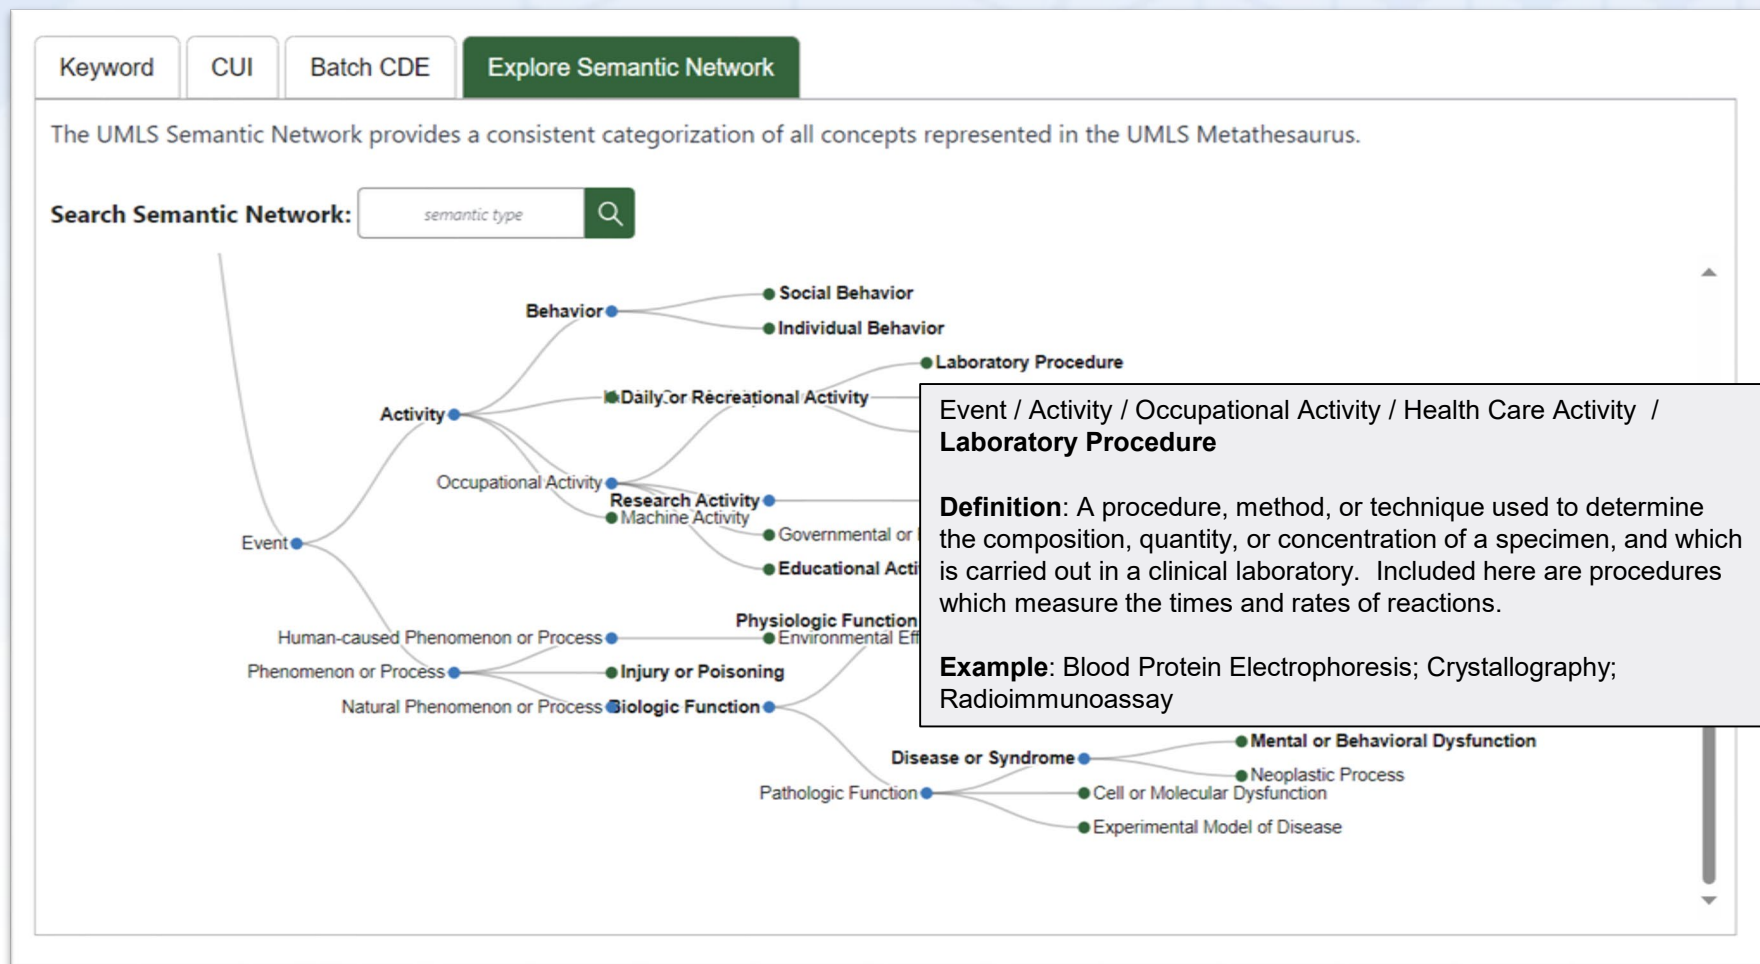 Keyword
CUI
Batch CDE
Explore Semantic Network
The UMLS Semantic Network provides a consistent categorization of all concepts represented in the UMLS Metathesaurus.
Search Semantic Network:
semantic type
Social Behavior
Behavior
Individual Behavior
Laboratory Procedure
Daily or Recreational Activity
Activity
Occupational Activity
Research Activity
Machine Activity
Governmental or
Event
Educational Acti
Physiologic Function
Human-caused Phenomenon or Process
Environmental Eff
Phenomenon or Process
Injury or Poisoning
Natural Phenomenon or Process
Biologic Function
Event / Activity / Occupational Activity / Health Care Activity /
Laboratory Procedure
Definition: A procedure, method, or technique used to determine
the composition, quantity, or concentration of a specimen, and which
is carried out in a clinical laboratory. Included here are procedures
which measure the times and rates of reactions.
Example: Blood Protein Electrophoresis; Crystallography;
Radioimmunoassay
Mental or Behavioral Dysfunction
Disease or Syndrome
Neoplastic Process
Pathologic Function
Cell or Molecular Dysfunction
Experimental Model of Disease